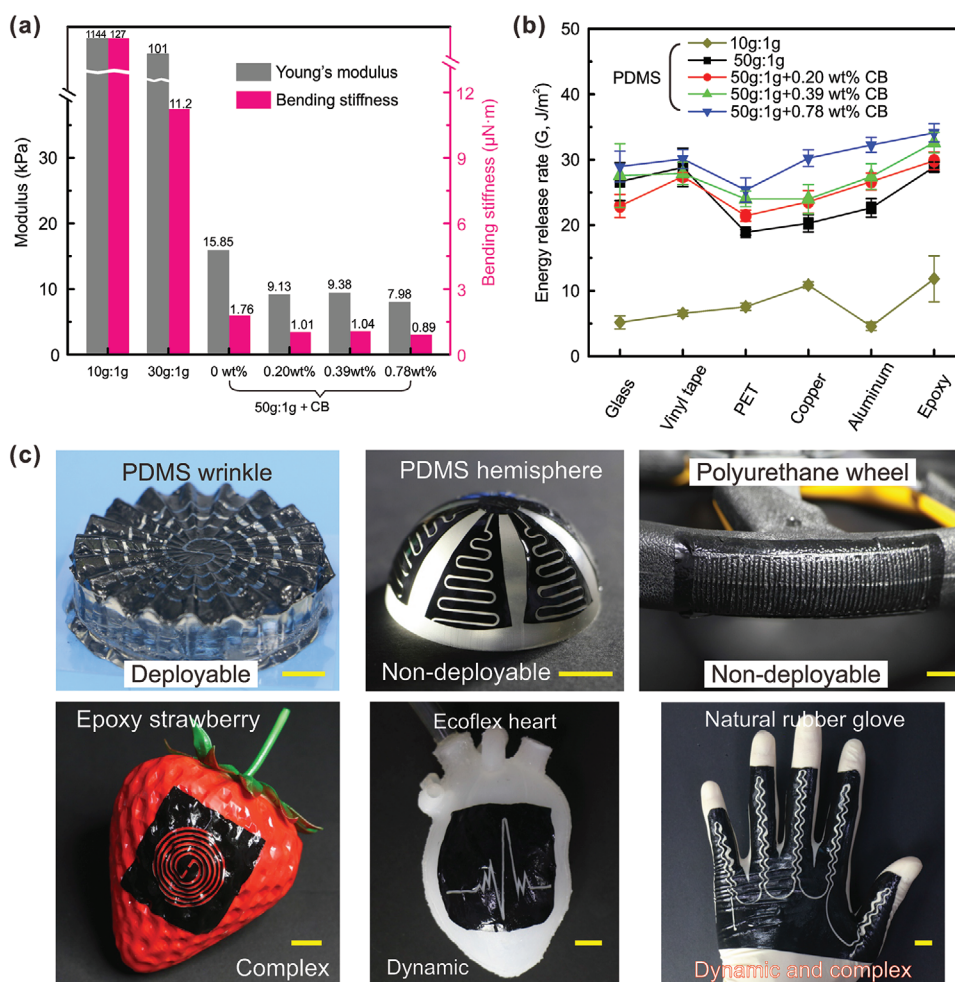 (a)
1144 127
101
11.2
15.85
1.76
9.13
1.01
9.38
1.04
7.98
0.89
Young's modulus
Bending stiffness
Modulus (kPa)
30
20
10
0
Bending stiffness (μN·m)
12
9
6
3
0
10g:1g 30g:1g 0 wt% 0.20wt% 0.39wt% 0.78wt%
50g:1g + CB
(b)
Energy release rate (G, J/m²)
50
40
30
20
10
0
PDMS
10g:1g
50g:1g
50g:1g+0.20 wt% CB
50g:1g+0.39 wt% CB
50g:1g+0.78 wt% CB
Glass
Vinyl tape
PET
Copper
Aluminum
Epoxy
(c)
PDMS wrinkle
Deployable
PDMS hemisphere
Non-deployable
Polyurethane wheel
Non-deployable
Epoxy strawberry
Complex
Ecoflex heart
Dynamic
Natural rubber glove
Dynamic and complex